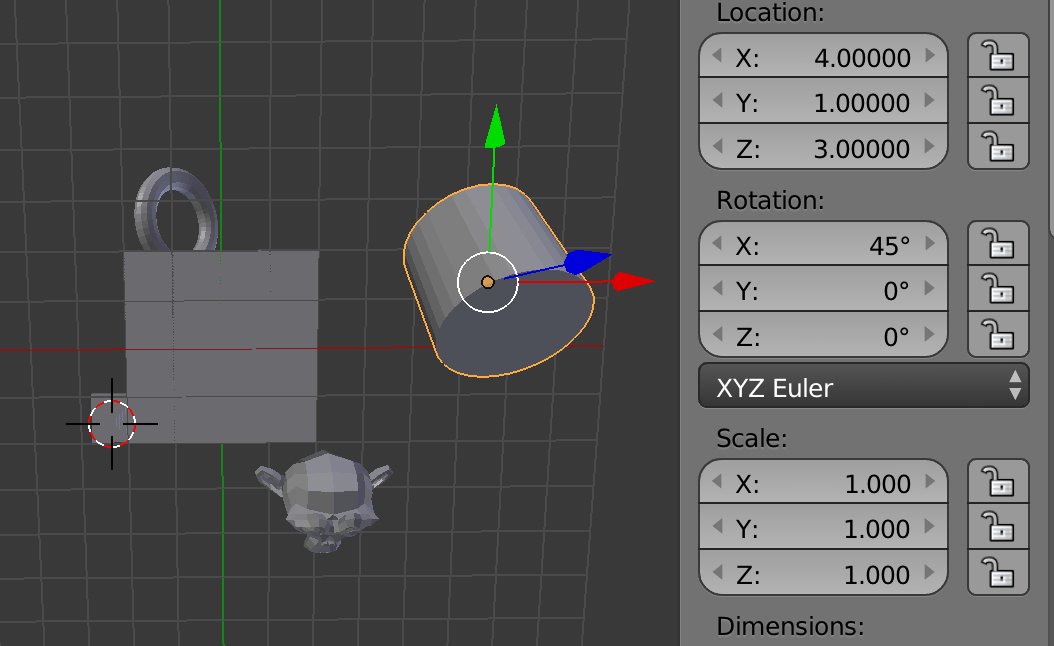 Location:
X: 4.00000
Y: 1.00000
Z: 3.00000
Rotation:
X: 45°
Y: 0°
Z: 0°
XYZ Euler
Scale:
X: 1.000
Y: 1.000
Z: 1.000
Dimensions: